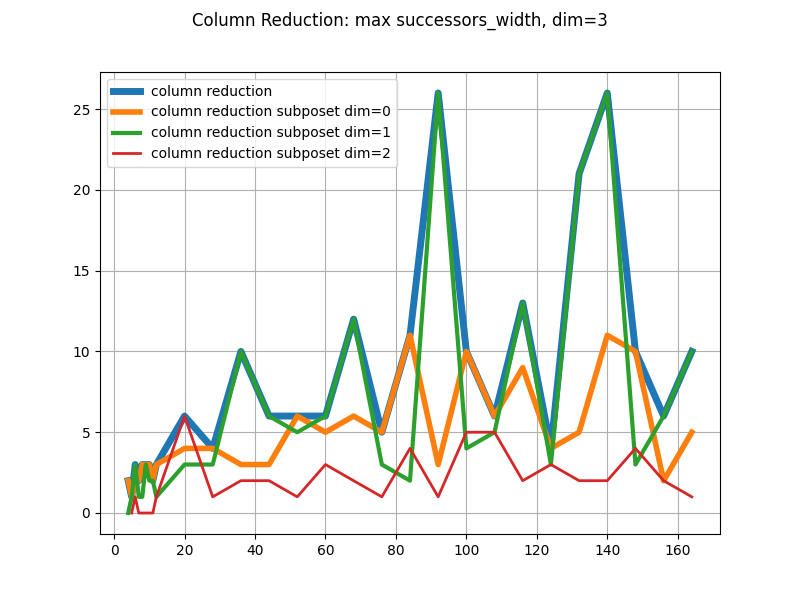 Column Reduction: max successors_width, dim=3
column reduction
column reduction subposet dim=0
column reduction subposet dim=1
column reduction subposet dim=2
25
20
15
10
5
0
0 20 40 60 80 100 120 140 160